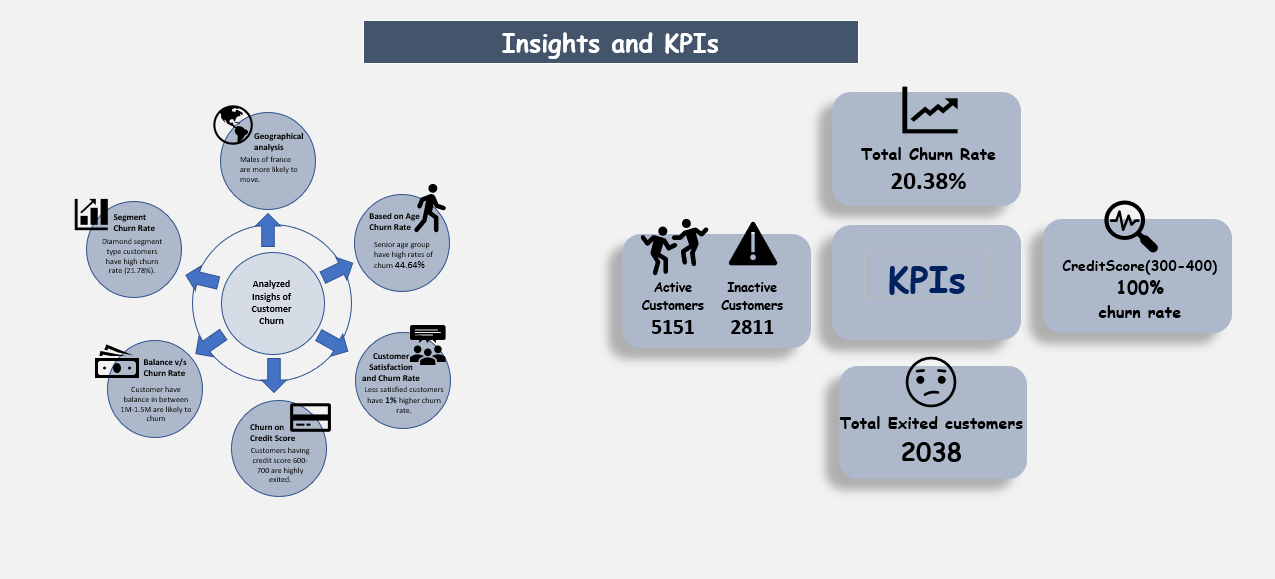 Insights and KPIs
Geographical
analysis
Males of france
are more likely to
move.
Based on Age
Churn Rate
Senior age group
have high rates of
churn 44.64%
Customer
Satisfaction
and Churn Rate
Less satisfied customers
have 1% higher churn
rate.
Churn on
Credit Score
Customers having
credit score 600-
700 are highly
exited.
Balance v/s
Churn Rate
Customer have
balance in between
1M-1.5M are likely to
churn
Segment
Churn Rate
Diamond segment
type customers
have high churn
rate (21.78%).
Analyzed
Insighs of
Customer
Churn
Total Churn Rate
20.38%
Active
Customers
5151
Inactive
Customers
2811
KPIs
CreditScore(300-400)
100%
churn rate
Total Exited customers
2038